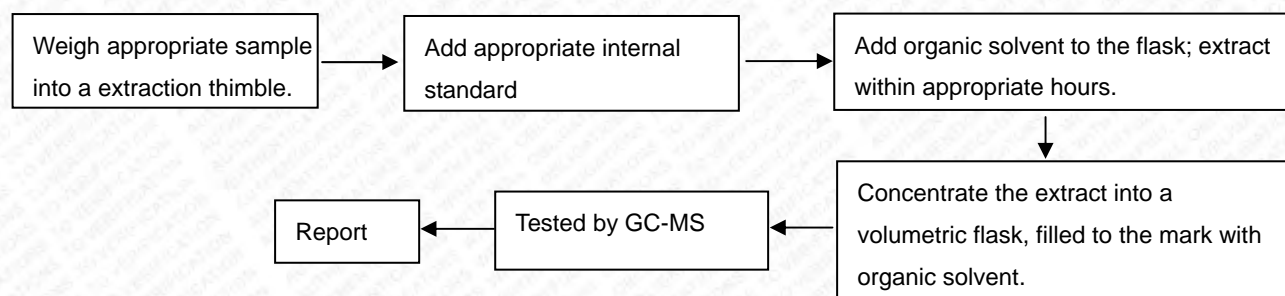 Weigh appropriate sample
into a extraction thimble.
Add appropriate internal
standard
Add organic solvent to the flask; extract
within appropriate hours.
Concentrate the extract into a
volumetric flask, filled to the mark with
organic solvent.
Tested by GC-MS
Report